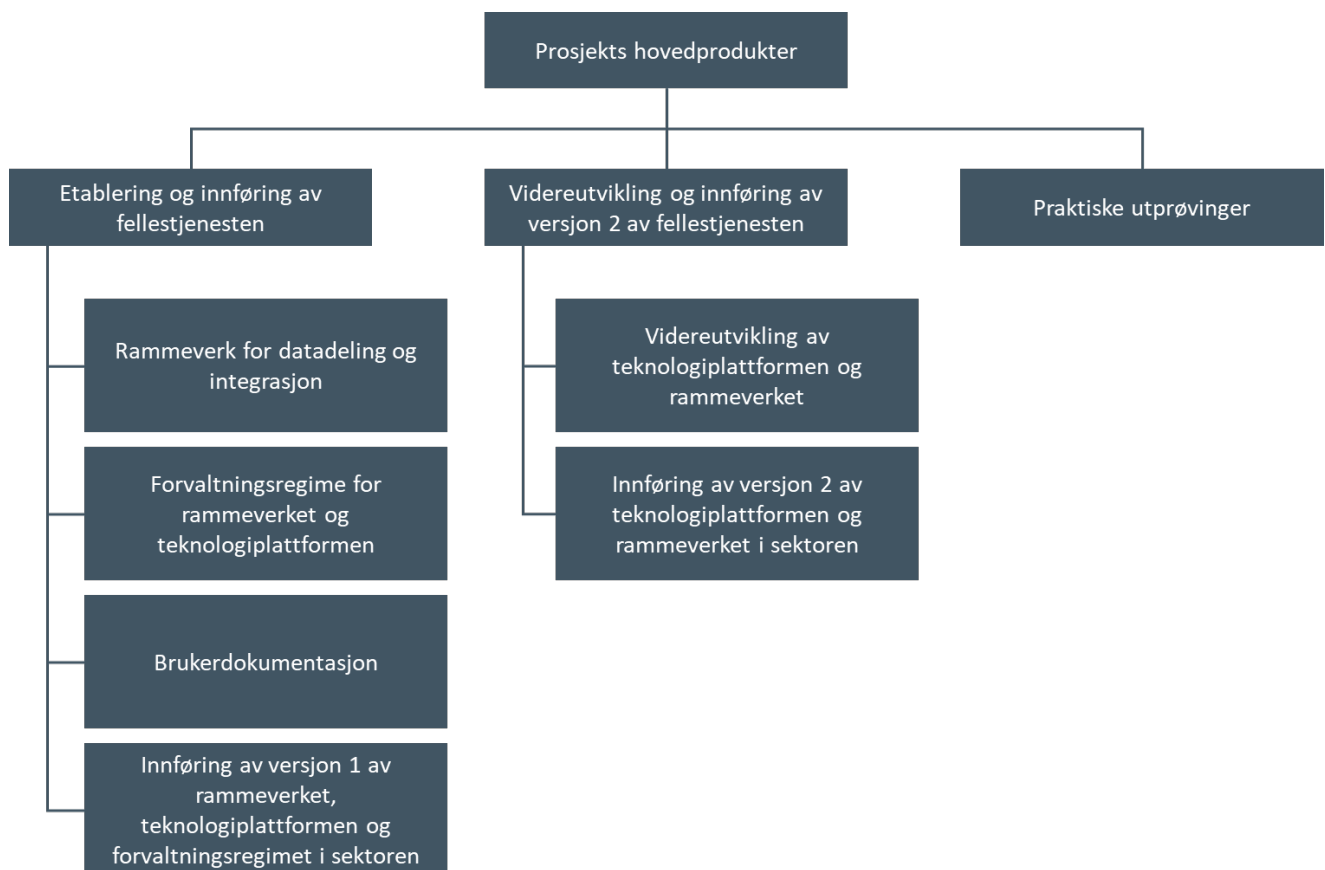 Prosjekts hovedprodukter
Etablering og innføring av
fellestjenesten
Videreutvikling og innføring av
versjon 2 av fellestjenesten
Praktiske utprøvinger
Rammeverk for datadeling og
integrasjon
Forvaltningsregime for
rammeverket og
teknologiplattformen
Brukerdokumentasjon
Innføring av versjon 1 av
rammeverket,
teknologiplattformen og
forvaltningsregimet i sektoren
Videreutvikling av
teknologiplattformen og
rammeverket
Innføring av versjon 2 av
teknologiplattformen og
rammeverket i sektoren